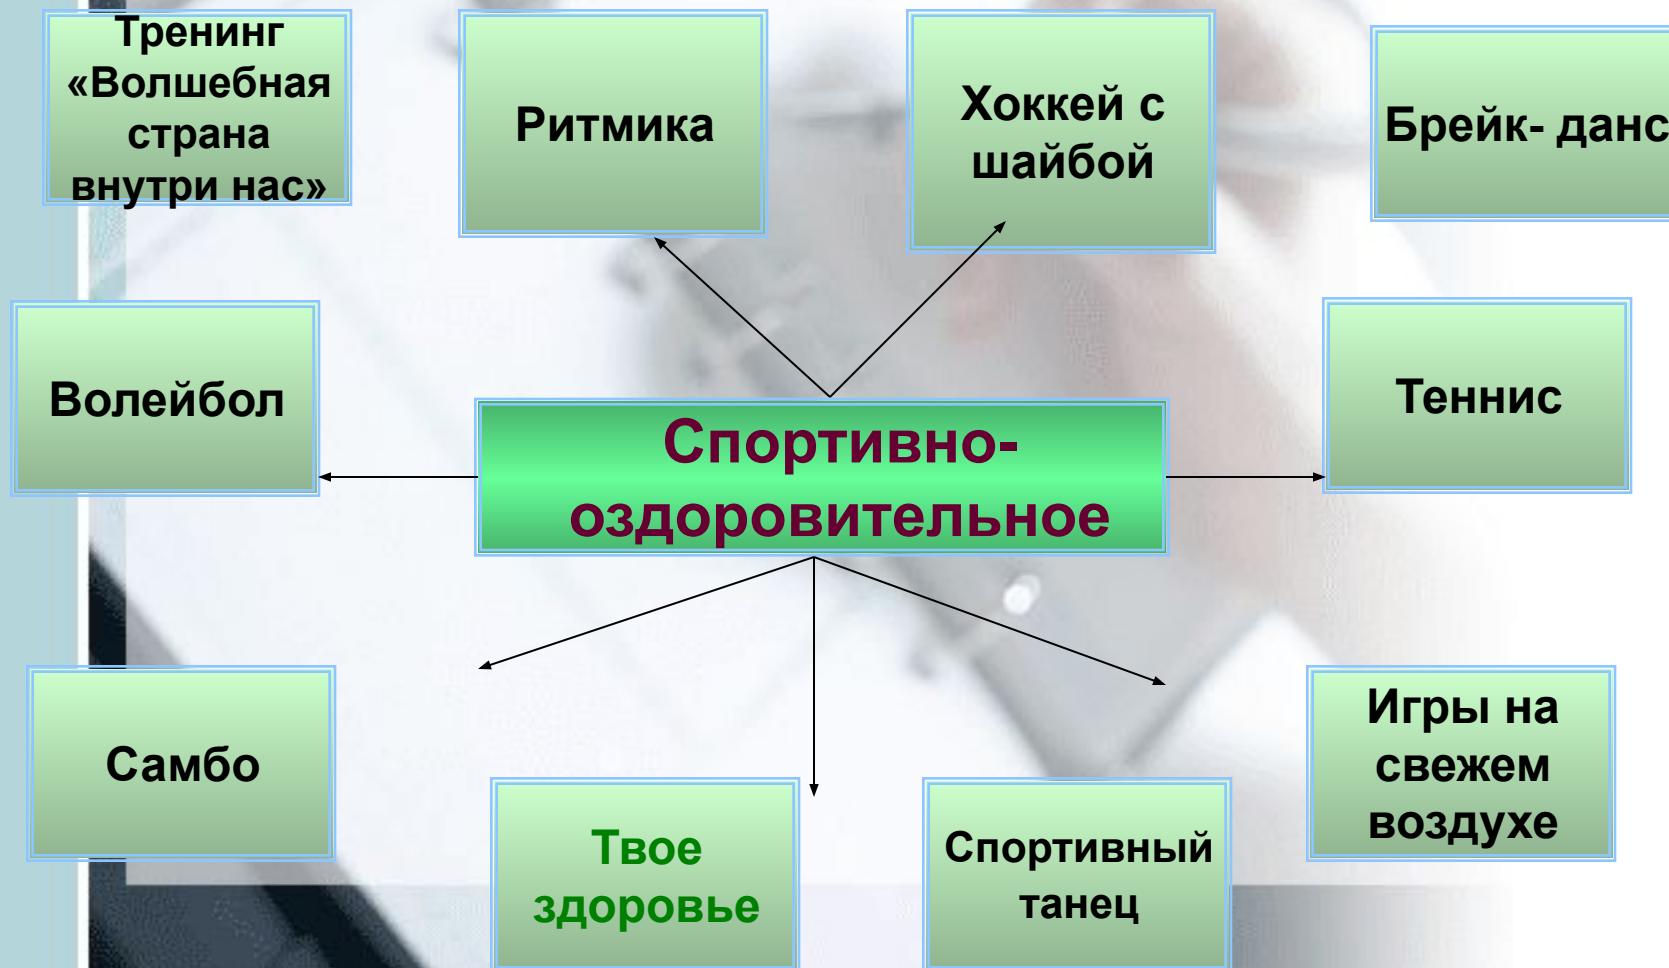 Тренинг
«Волшебная
страна
внутри нас»
Ритмика
Хоккей с
шайбой
Брейк- данс
Волейбол
Спортивно-
оздоровительное
Теннис
Самбо
Твое
здоровье
Спортивный
танец
Игры на
свежем
воздухе